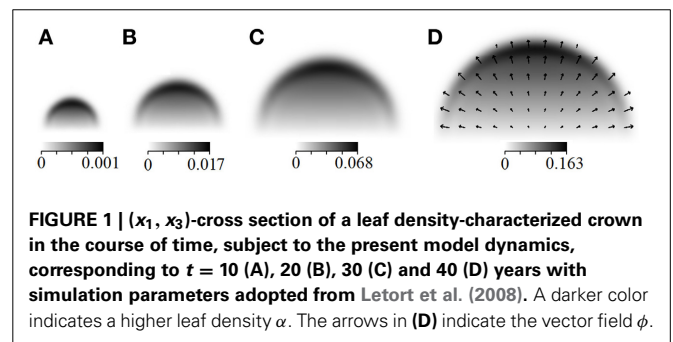 A B C D
0 0.001 0 0.017 0 0.068 0 0.163
FIGURE 1 | (x₁, x₃)-cross section of a leaf density-characterized crown
in the course of time, subject to the present model dynamics,
corresponding to t = 10 (A), 20 (B), 30 (C) and 40 (D) years with
simulation parameters adopted from Letort et al. (2008). A darker color
indicates a higher leaf density α. The arrows in (D) indicate the vector field ϕ.